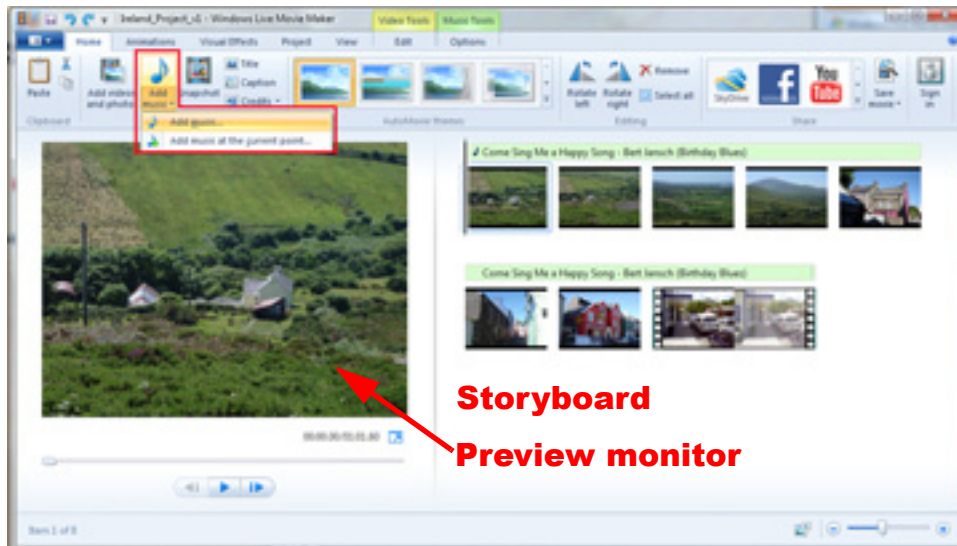 Ireland_Project_v1 - Windows Live Movie Maker
Video Tools
Music Tools
Home
Animations
Visual Effects
Project
View
Edit
Options
Paste
Add videos and photos
Add music
Snapshot
Title
Caption
Credits
Rotate left
Rotate right
Remove
Select all
SkyDrive
f
You Tube
Save movie
Sign in
Clipboard
AutoMovie themes
Editing
Share
Add music...
Add music at the current point...
Come Sing Me a Happy Song - Bert Jansch (Birthday Blues)
Come Sing Me a Happy Song - Bert Jansch (Birthday Blues)
Storyboard
Preview monitor
Item 1 of 8